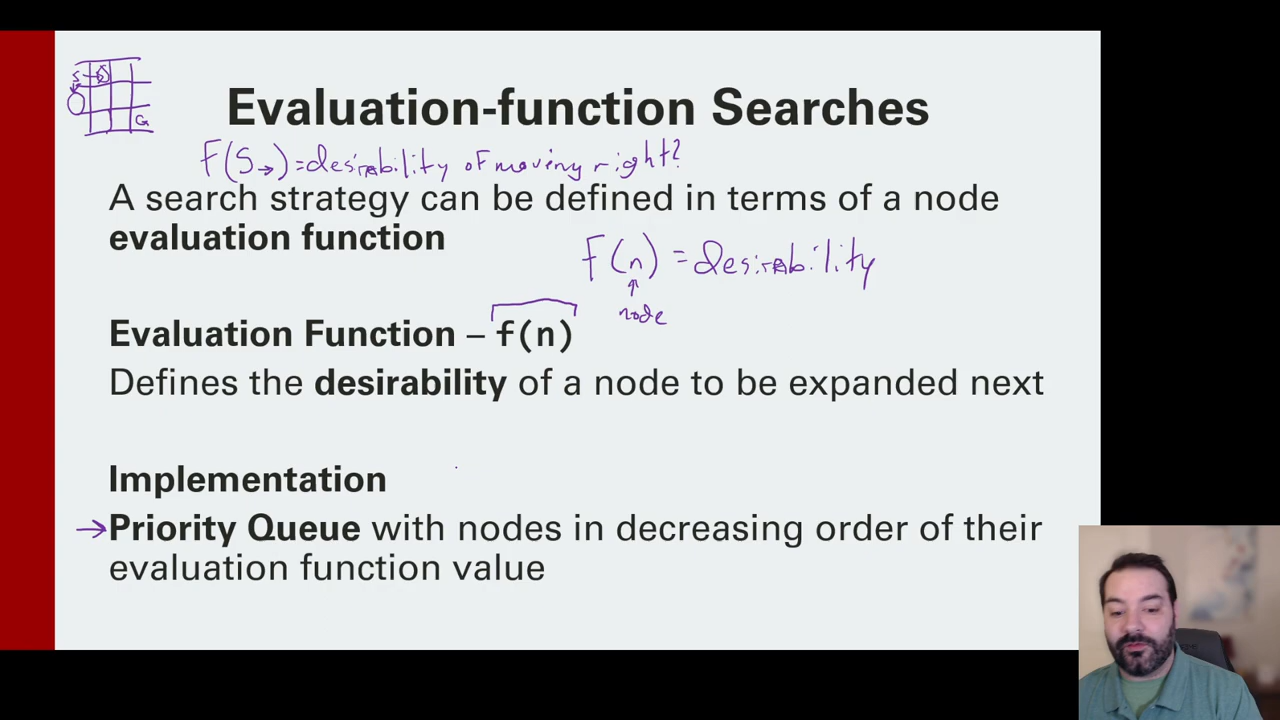 S
G
Evaluation-function Searches
F(S→)=desirability of moving right?
A search strategy can be defined in terms of a node
evaluation function
F(n) = desirability
↑
node
Evaluation Function – f(n)
Defines the desirability of a node to be expanded next
Implementation
→Priority Queue with nodes in decreasing order of their
evaluation function value